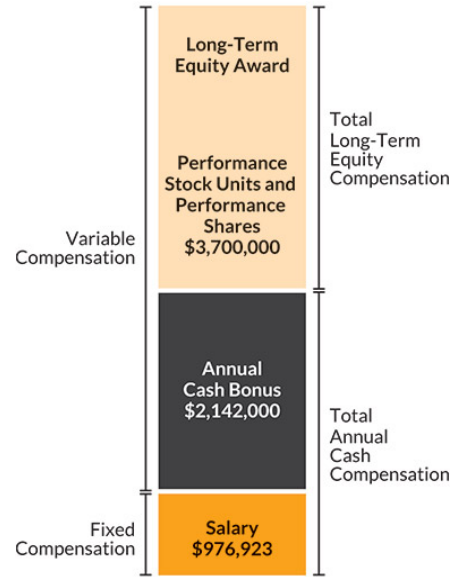 Long-Term
Equity Award
Performance
Stock Units and
Performance
Shares
$3,700,000
Total
Long-Term
Equity
Compensation
Variable
Compensation
Annual
Cash Bonus
$2,142,000
Total
Annual
Cash
Compensation
Fixed
Compensation
Salary
$976,923